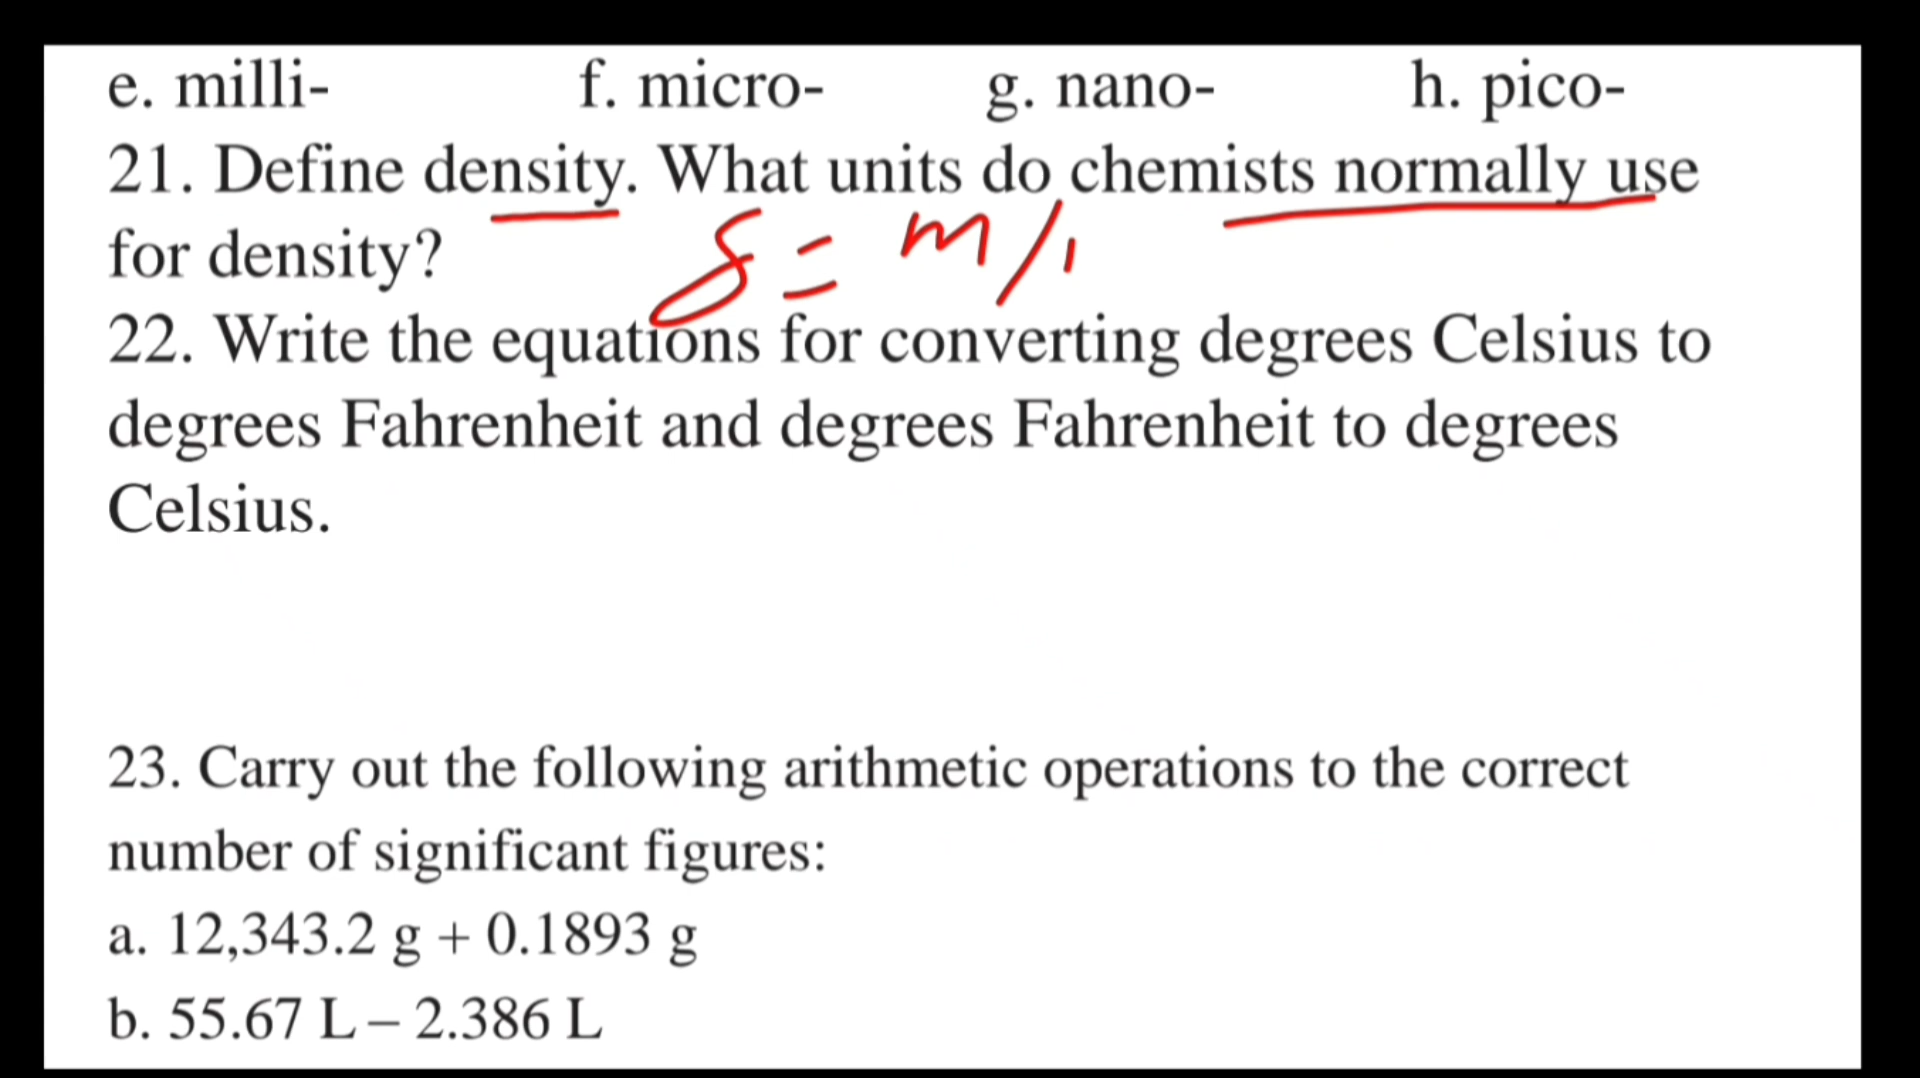 e. milli- f. micro- g. nano- h. pico-
21. Define density. What units do chemists normally use
for density?
δ = m/
22. Write the equations for converting degrees Celsius to
degrees Fahrenheit and degrees Fahrenheit to degrees
Celsius.
23. Carry out the following arithmetic operations to the correct
number of significant figures:
a. 12,343.2 g + 0.1893 g
b. 55.67 L – 2.386 L